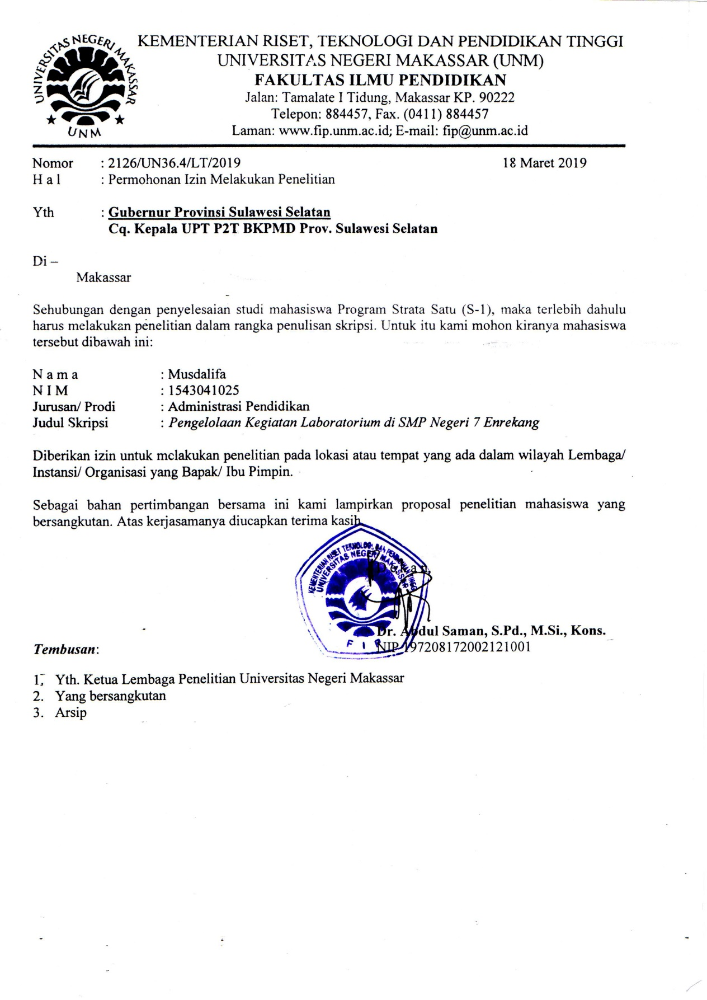 UNIVERSITAS NEGERI MAKASSAR
UNM
KEMENTERIAN RISET, TEKNOLOGI DAN PENDIDIKAN TINGGI
UNIVERSITAS NEGERI MAKASSAR (UNM)
FAKULTAS ILMU PENDIDIKAN
Jalan: Tamalate I Tidung, Makassar KP. 90222
Telepon: 884457, Fax. (0411) 884457
Laman: www.fip.unm.ac.id; E-mail: fip@unm.ac.id
Nomor : 2126/UN36.4/LT/2019 18 Maret 2019
H a l : Permohonan Izin Melakukan Penelitian
Yth : Gubernur Provinsi Sulawesi Selatan
Cq. Kepala UPT P2T BKPMD Prov. Sulawesi Selatan
Di –
Makassar
Sehubungan dengan penyelesaian studi mahasiswa Program Strata Satu (S-1), maka terlebih dahulu
harus melakukan penelitian dalam rangka penulisan skripsi. Untuk itu kami mohon kiranya mahasiswa
tersebut dibawah ini:
N a m a : Musdalifa
N I M : 1543041025
Jurusan/ Prodi : Administrasi Pendidikan
Judul Skripsi : Pengelolaan Kegiatan Laboratorium di SMP Negeri 7 Enrekang
Diberikan izin untuk melakukan penelitian pada lokasi atau tempat yang ada dalam wilayah Lembaga/
Instansi/ Organisasi yang Bapak/ Ibu Pimpin.
Sebagai bahan pertimbangan bersama ini kami lampirkan proposal penelitian mahasiswa yang
bersangkutan. Atas kerjasamanya diucapkan terima kasih
KEMENTERIAN RISET TEKNOLOGI DAN PENDIDIKAN TINGGI
UNIVERSITAS NEGERI MAKASSAR
F I P
D e k a n,
Dr. Abdul Saman, S.Pd., M.Si., Kons.
NIP 197208172002121001
Tembusan:
1. Yth. Ketua Lembaga Penelitian Universitas Negeri Makassar
2. Yang bersangkutan
3. Arsip